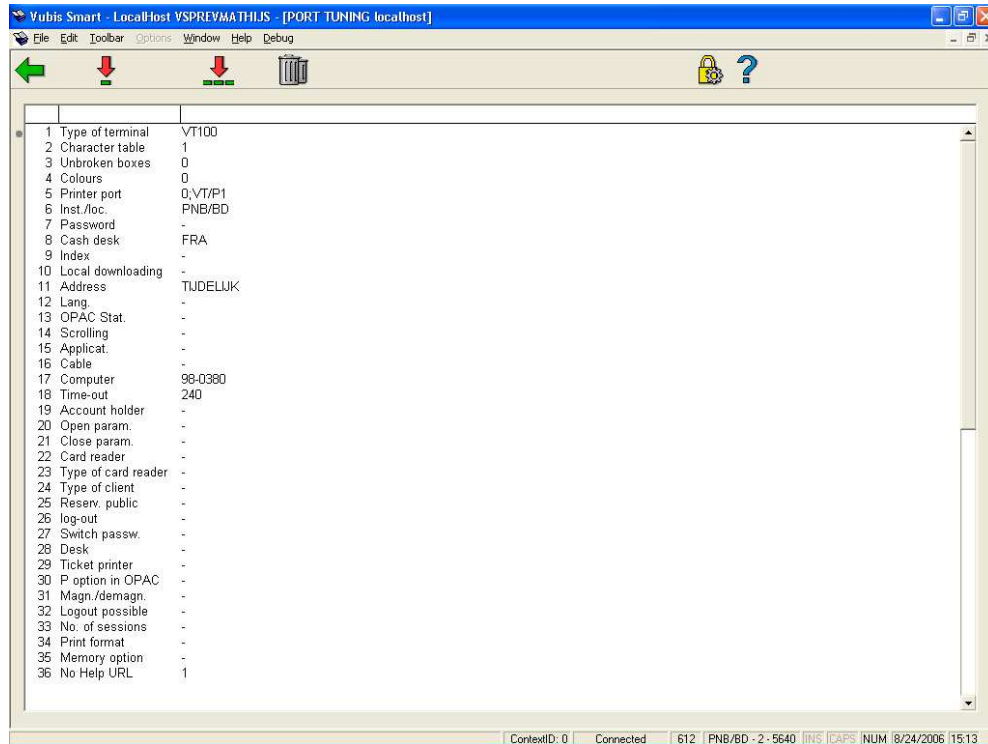 Vubis Smart - LocalHost VSPREVMATHIJS - [PORT TUNING localhost]
File Edit Toolbar Options Window Help Debug
1 Type of terminal VT100
2 Character table 1
3 Unbroken boxes 0
4 Colours 0
5 Printer port 0;VT/P1
6 Inst./loc. PNB/BD
7 Password -
8 Cash desk FRA
9 Index -
10 Local downloading -
11 Address TIJDELIJK
12 Lang. -
13 OPAC Stat. -
14 Scrolling -
15 Applicat. -
16 Cable -
17 Computer 98-0380
18 Time-out 240
19 Account holder -
20 Open param. -
21 Close param. -
22 Card reader -
23 Type of card reader -
24 Type of client -
25 Reserv. public -
26 log-out -
27 Switch passw. -
28 Desk -
29 Ticket printer -
30 P option in OPAC -
31 Magn./demagn. -
32 Logout possible -
33 No. of sessions -
34 Print format -
35 Memory option -
36 No Help URL 1
ContextID: 0 Connected 612 PNB/BD - 2 - 5640 INS CAPS NUM 8/24/2006 15:13